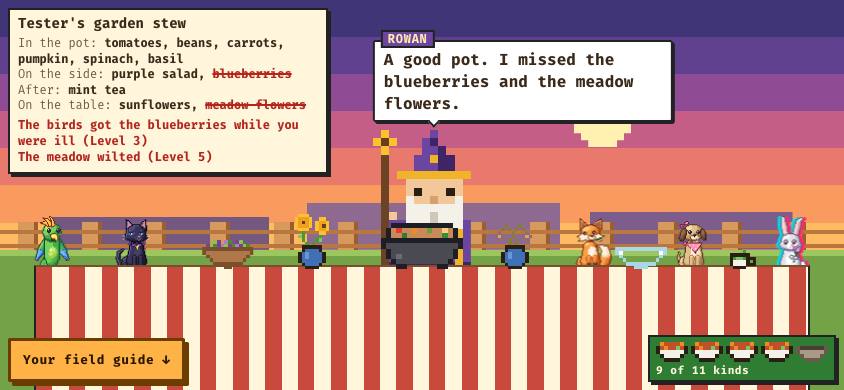 Tester's garden stew
In the pot: tomatoes, beans, carrots,
pumpkin, spinach, basil
On the side: purple salad, blueberries
After: mint tea
On the table: sunflowers, meadow flowers
The birds got the blueberries while you
were ill (Level 3)
The meadow wilted (Level 5)
ROWAN
A good pot. I missed the
blueberries and the meadow
flowers.
Your field guide ↓
9 of 11 kinds